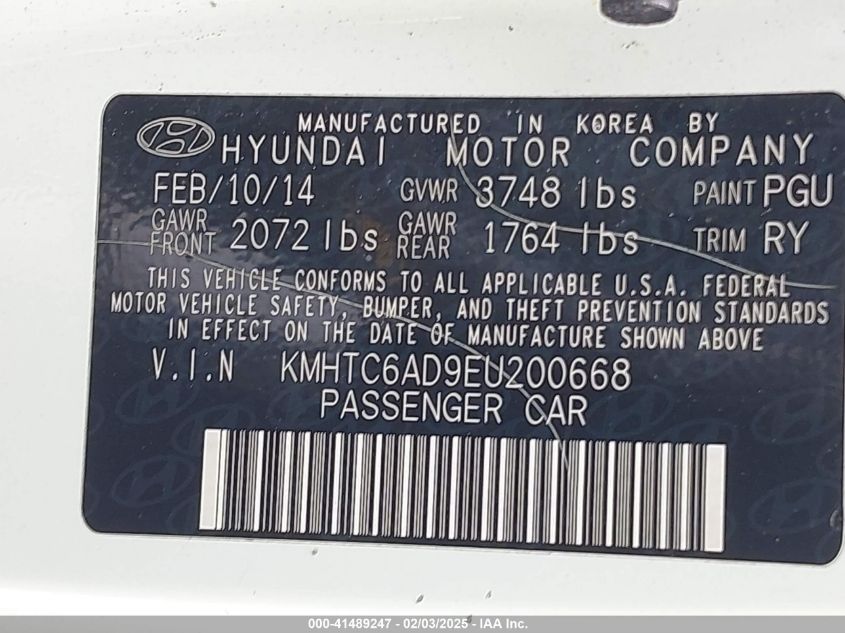 MANUFACTURED IN KOREA BY
HYUNDAI MOTOR COMPANY
FEB/10/14 GVWR 3748 lbs PAINT PGU
GAWR FRONT 2072 lbs GAWR REAR 1764 lbs TRIM RY
THIS VEHICLE CONFORMS TO ALL APPLICABLE U.S.A. FEDERAL
MOTOR VEHICLE SAFETY, BUMPER, AND THEFT PREVENTION STANDARDS
IN EFFECT ON THE DATE OF MANUFACTURE SHOWN ABOVE
V.I.N KMHTC6AD9EU200668
PASSENGER CAR
000-41489247 - 02/03/2025 - IAA Inc.